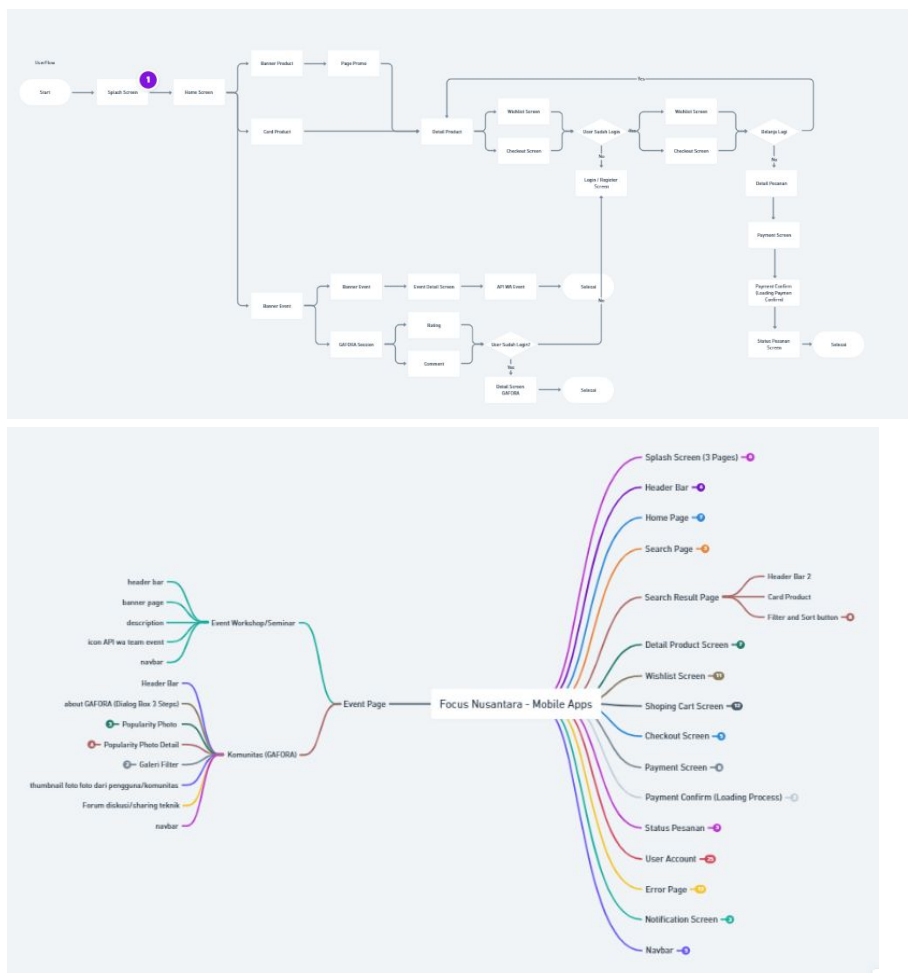 Userflow
Start
Splash Screen
1
Home Screen
Banner Product
Page Promo
Card Product
Detail Product
Wishlist Screen
Checkout Screen
User Sudah Login
Yes
Wishlist Screen
Checkout Screen
Belanja Lagi
Yes
No
Login / Register
Screen
No
Detail Pesanan
Payment Screen
Payment Confirm
(Loading Paymen
Confirm)
Status Pesanan
Screen
Selesai
Banner Event
Banner Event
Event Detail Screen
API WA Event
Selesai
No
GAFORA Session
Rating
Comment
User Sudah Login?
Yes
Detail Screen
GAFORA
Selesai
Focus Nusantara - Mobile Apps
Splash Screen (3 Pages)
Header Bar
Home Page
Search Page
Search Result Page
Header Bar 2
Card Product
Filter and Sort button
Detail Product Screen
Wishlist Screen
Shoping Cart Screen
Checkout Screen
Payment Screen
Payment Confirm (Loading Process)
Status Pesanan
User Account
Error Page
Notification Screen
Navbar
Event Page
Event Workshop/Seminar
header bar
banner page
description
icon API wa team event
navbar
Komunitas (GAFORA)
Header Bar
about GAFORA (Dialog Box 3 Steps)
Popularity Photo
Popularity Photo Detail
Galeri Filter
thumbnail foto foto dari pengguna/komunitas
Forum diskusi/sharing teknik
navbar